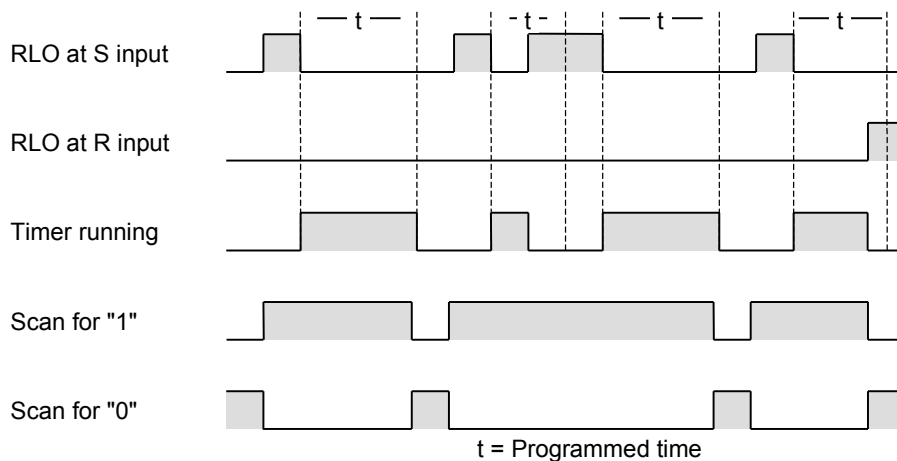 t t t t
RLO at S input
RLO at R input
Timer running
Scan for "1"
Scan for "0"
t = Programmed time